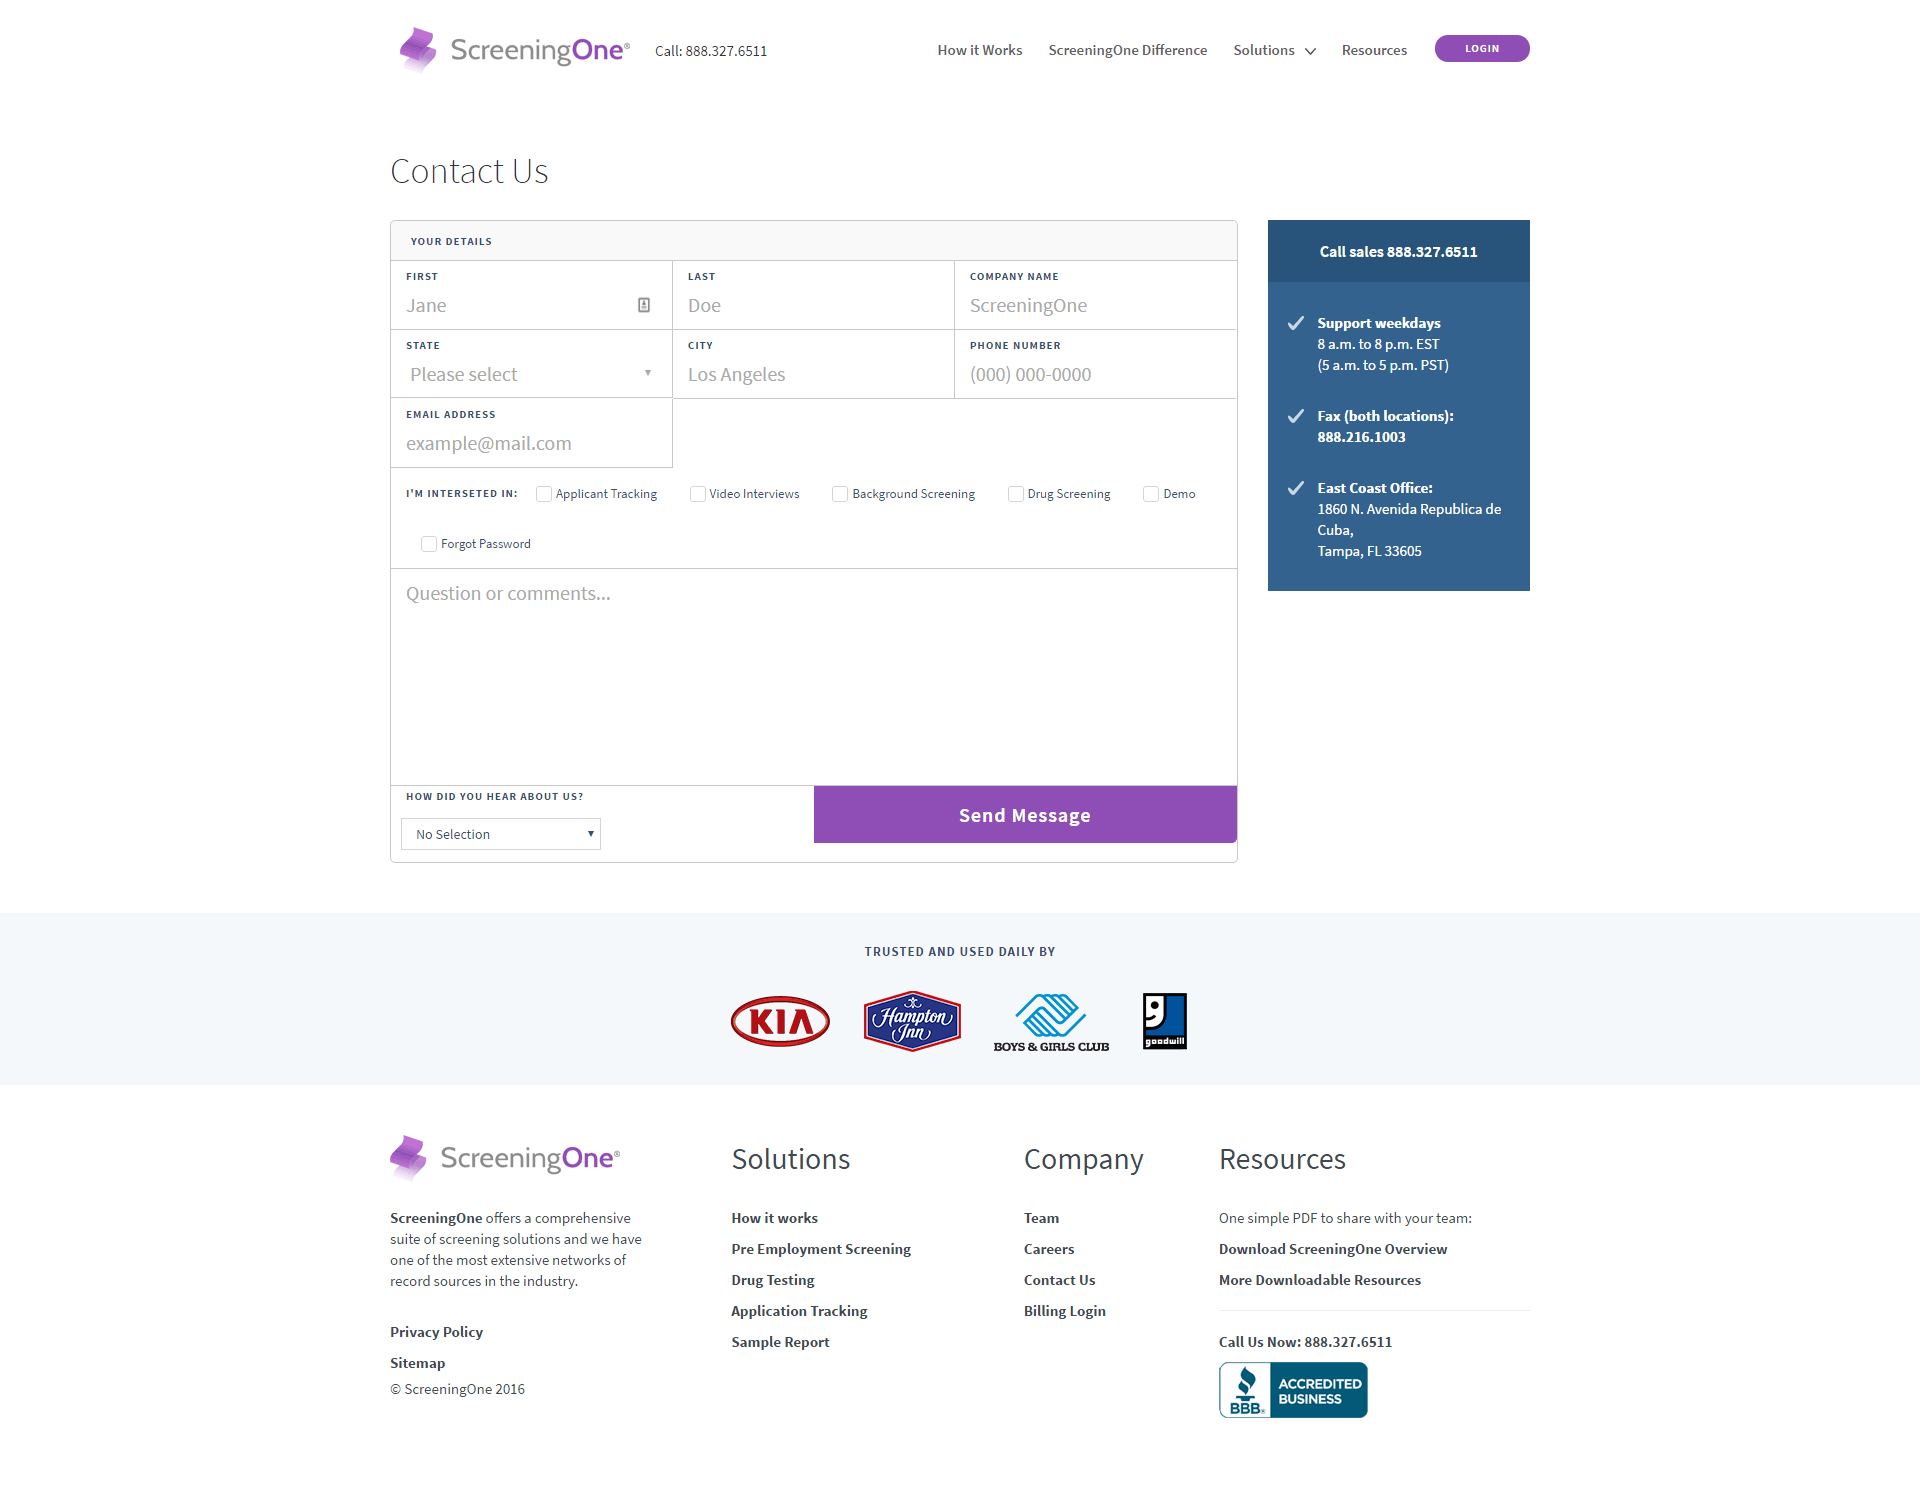 ScreeningOne®
Call: 888.327.6511
How it Works
ScreeningOne Difference
Solutions
Resources
LOGIN
Contact Us
YOUR DETAILS
FIRST
Jane
LAST
Doe
COMPANY NAME
ScreeningOne
STATE
Please select
CITY
Los Angeles
PHONE NUMBER
(000) 000-0000
EMAIL ADDRESS
example@mail.com
I'M INTERSETED IN:
Applicant Tracking
Video Interviews
Background Screening
Drug Screening
Demo
Forgot Password
Question or comments...
HOW DID YOU HEAR ABOUT US?
No Selection
Send Message
Call sales 888.327.6511
Support weekdays
8 a.m. to 8 p.m. EST
(5 a.m. to 5 p.m. PST)
Fax (both locations):
888.216.1003
East Coast Office:
1860 N. Avenida Republica de
Cuba,
Tampa, FL 33605
TRUSTED AND USED DAILY BY
KIA
Hampton
Inn
BOYS & GIRLS CLUB
goodwill
ScreeningOne®
ScreeningOne offers a comprehensive
suite of screening solutions and we have
one of the most extensive networks of
record sources in the industry.
Privacy Policy
Sitemap
© ScreeningOne 2016
Solutions
How it works
Pre Employment Screening
Drug Testing
Application Tracking
Sample Report
Company
Team
Careers
Contact Us
Billing Login
Resources
One simple PDF to share with your team:
Download ScreeningOne Overview
More Downloadable Resources
Call Us Now: 888.327.6511
BBB®
ACCREDITED
BUSINESS